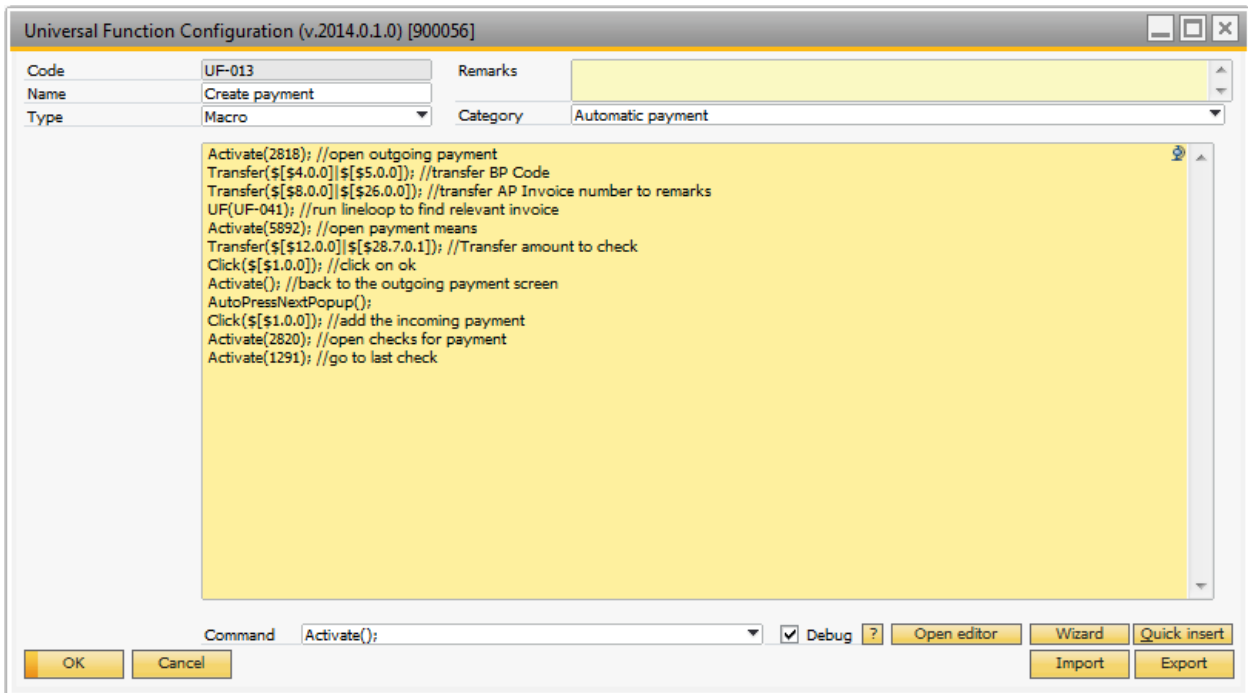 Universal Function Configuration (v.2014.0.1.0) [900056]
Code UF-013 Remarks
Name Create payment
Type Macro Category Automatic payment
Activate(2818); //open outgoing payment
Transfer($[$4.0.0]|$[$5.0.0]); //transfer BP Code
Transfer($[$8.0.0]|$[$26.0.0]); //transfer AP Invoice number to remarks
UF(UF-041); //run lineloop to find relevant invoice
Activate(5892); //open payment means
Transfer($[$12.0.0]|$[$28.7.0.1]); //Transfer amount to check
Click($[$1.0.0]); //click on ok
Activate(); //back to the outgoing payment screen
AutoPressNextPopup();
Click($[$1.0.0]); //add the incoming payment
Activate(2820); //open checks for payment
Activate(1291); //go to last check
Command Activate(); Debug ? Open editor Wizard Quick insert
OK Cancel Import Export